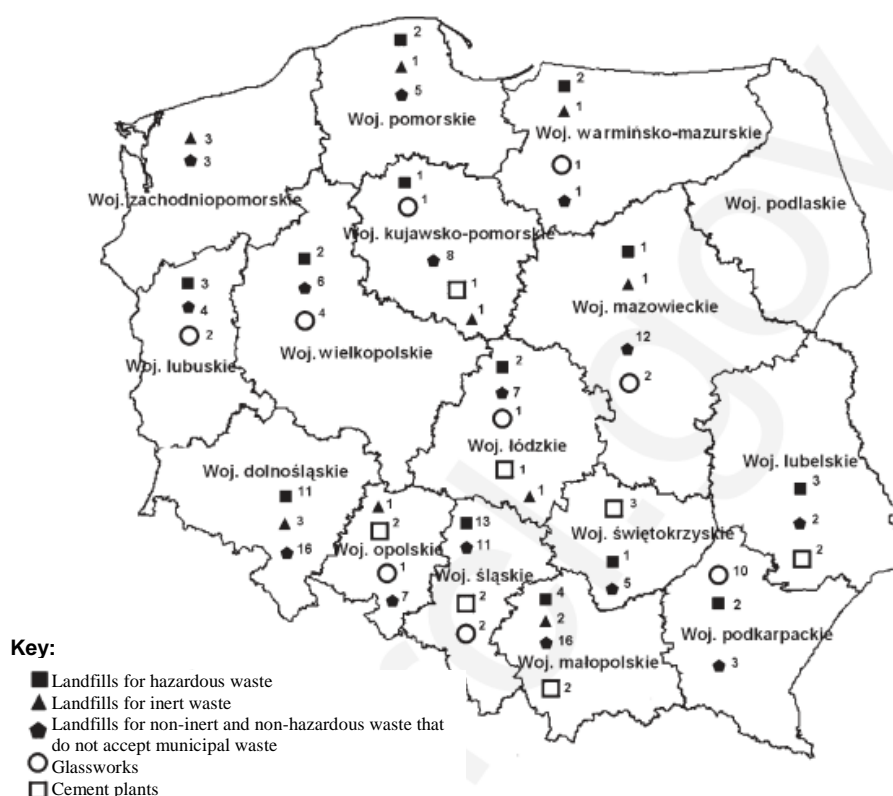 2
1
5
Woj. pomorskie
2
1
Woj. warmińsko-mazurskie
1
1
3
3
Woj. zachodniopomorskie
Woj. podlaskie
1
1
Woj. kujawsko-pomorskie
8
1
1
2
6
4
Woj. wielkopolskie
3
4
2
Woj. lubuskie
1
1
Woj. mazowieckie
12
2
2
7
1
Woj. łódzkie
1
1
Woj. dolnośląskie
11
3
16
1
2
Woj. opolskie
1
7
13
11
Woj. śląskie
2
2
3
Woj. świętokrzyskie
1
5
Woj. lubelskie
3
2
2
4
2
16
Woj. małopolskie
2
10
2
Woj. podkarpackie
3
Key:
Landfills for hazardous waste
Landfills for inert waste
Landfills for non-inert and non-hazardous waste that
do not accept municipal waste
Glassworks
Cement plants